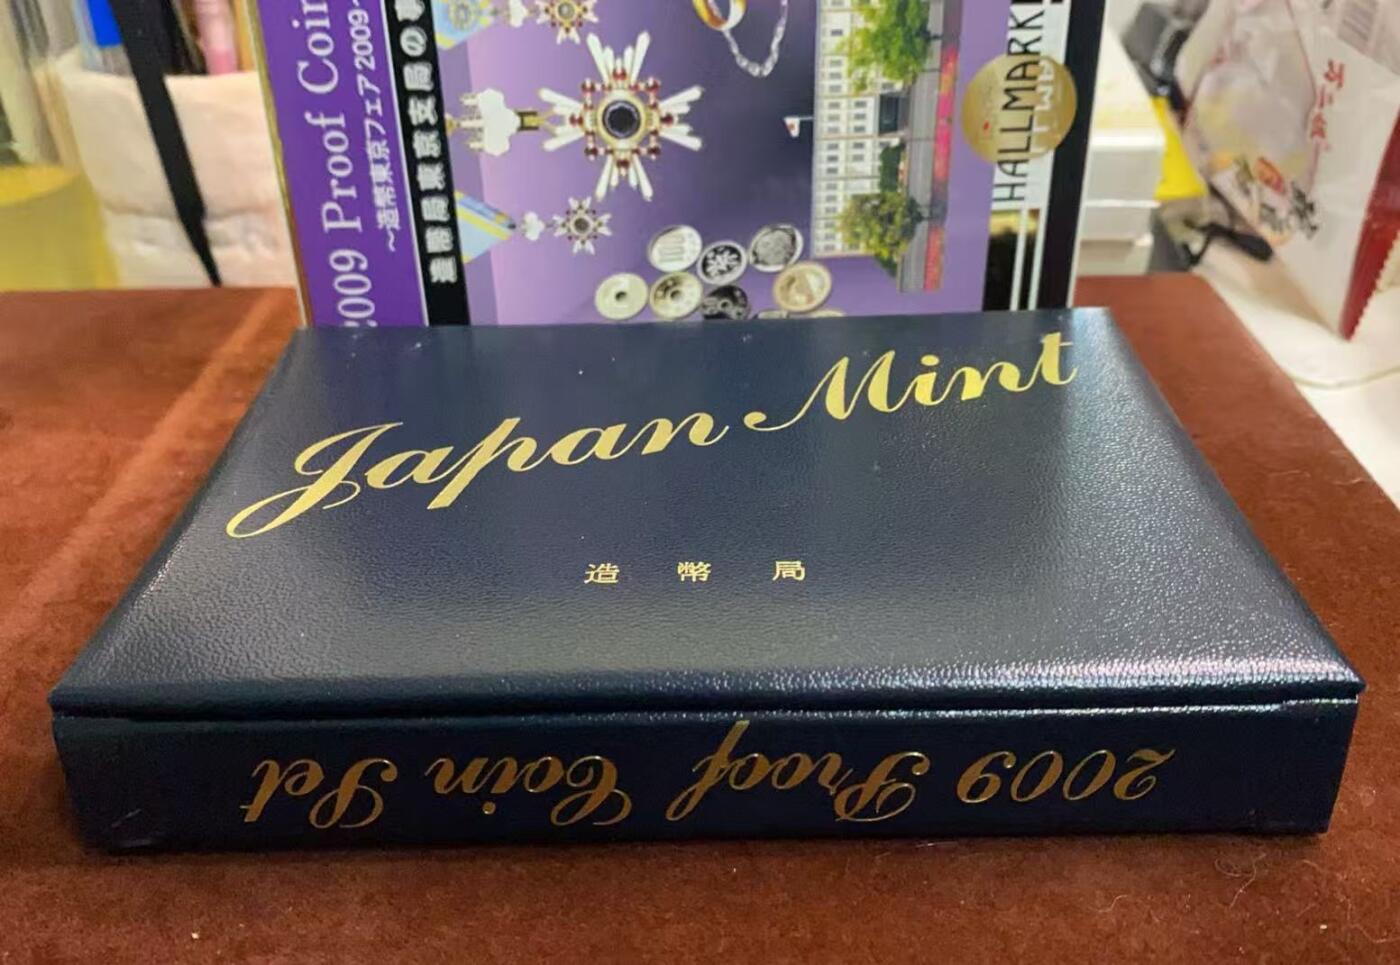 2009 Proof Coin
～造幣東京フェア2009～
造幣局東京支局の
HALLMARK
Japan Mint
造幣局
2009 Proof Coin Set